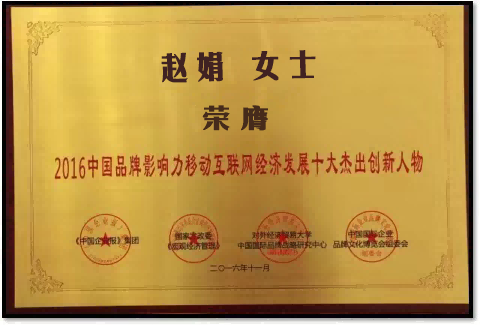 赵娟 女士
荣膺
2016中国品牌影响力移动互联网经济发展十大杰出创新人物
《中国企业报》集团
国家发改委
《宏观经济管理》
对外经济贸易大学
中国国际品牌战略研究中心
中国国际企业
品牌文化博览会组委会
二〇一六年十一月